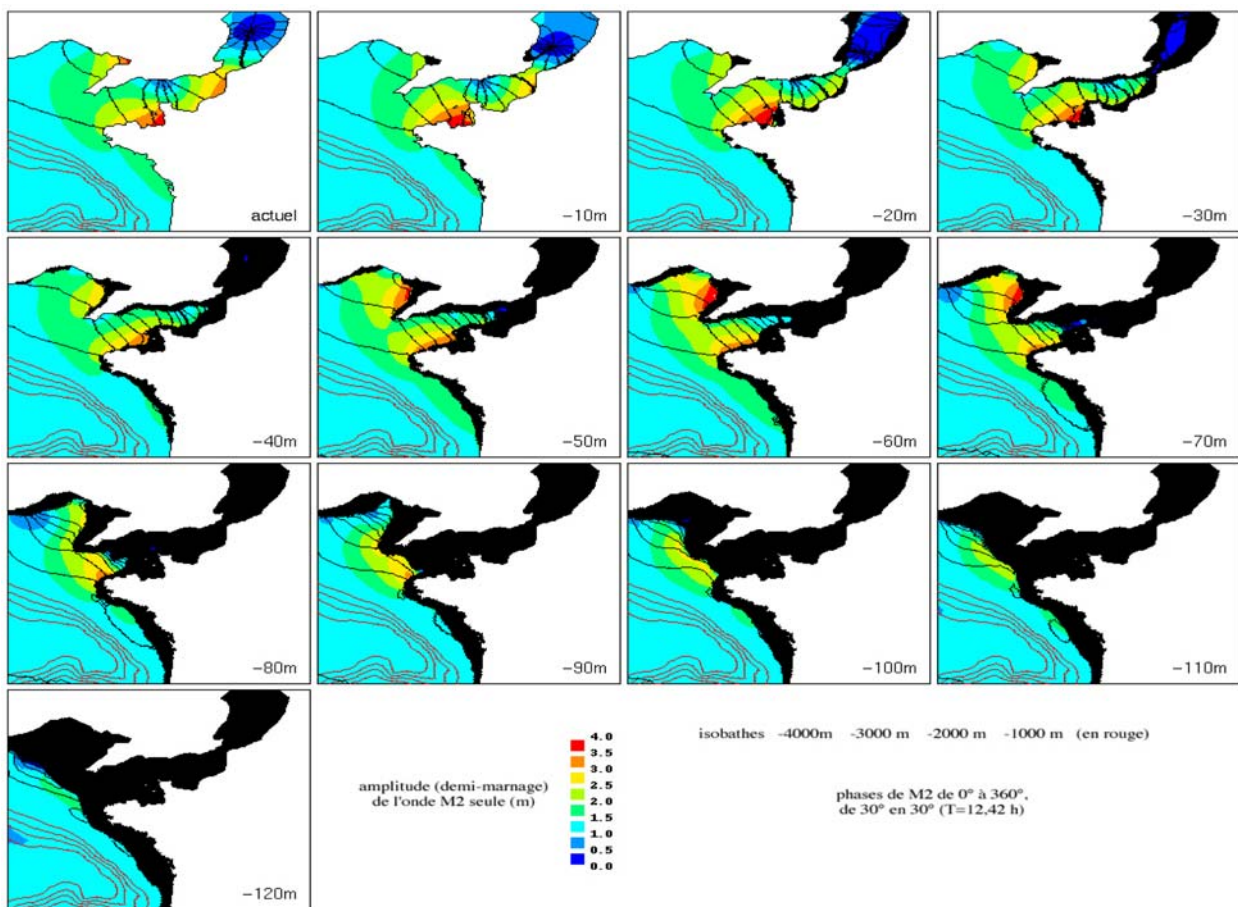 actuel
-10m
-20m
-30m
-40m
-50m
-60m
-70m
-80m
-90m
-100m
-110m
-120m
amplitude (demi-marnage)
de l'onde M2 seule (m)
4.0
3.5
3.0
2.5
2.0
1.5
1.0
0.5
0.0
isobathes -4000m -3000 m -2000 m -1000 m (en rouge)
phases de M2 de 0° à 360°,
de 30° en 30° (T=12,42 h)